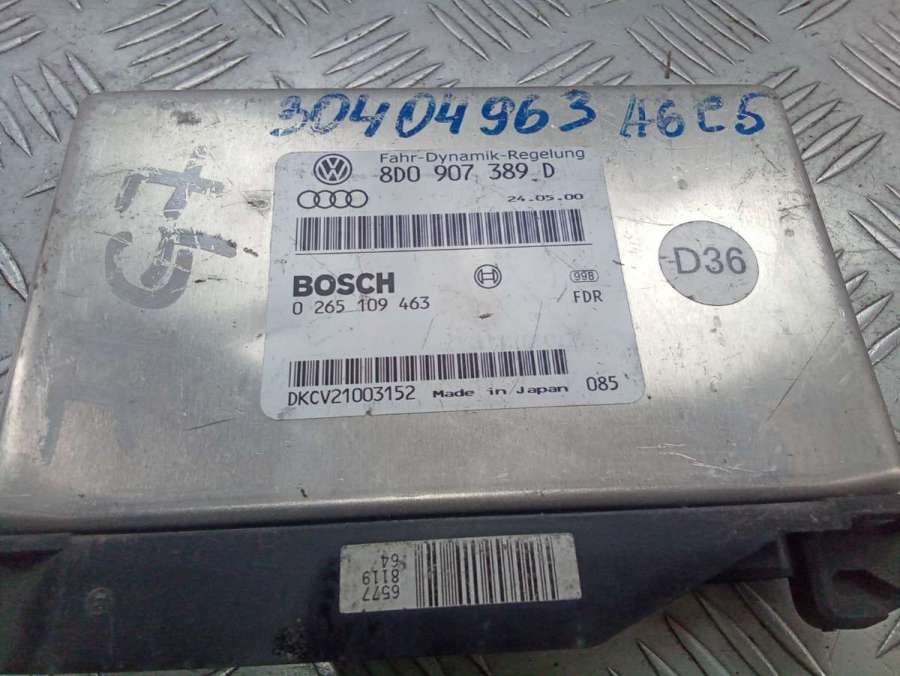 30404963 A6C5
Fahr-Dynamik-Regelung
8D0 907 389 D
24.05.00
BOSCH
0 265 109 463
998
FDR
DKCV21003152 Made in Japan 085
D36
6577
8119
64